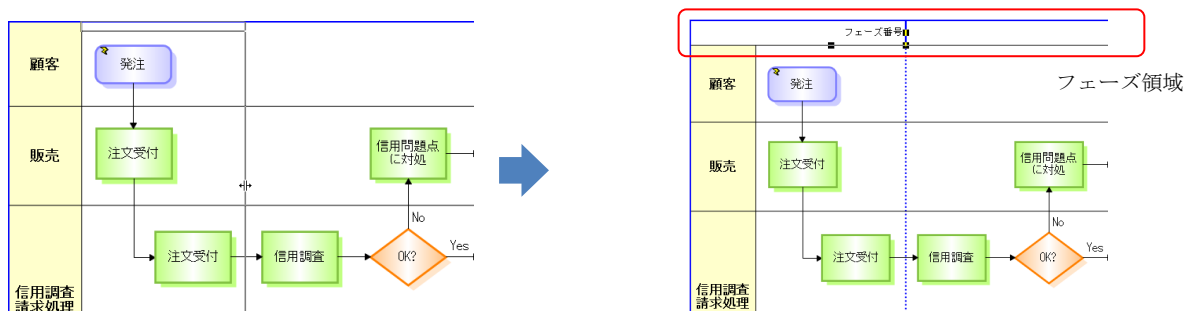 顧客
発注
販売
注文受付
信用問題点
に対処
No
注文受付
信用調査
OK?
Yes
信用調査
請求処理
フェーズ番号
フェーズ領域
顧客
発注
販売
注文受付
信用問題点
に対処
No
注文受付
信用調査
OK?
Yes
信用調査
請求処理